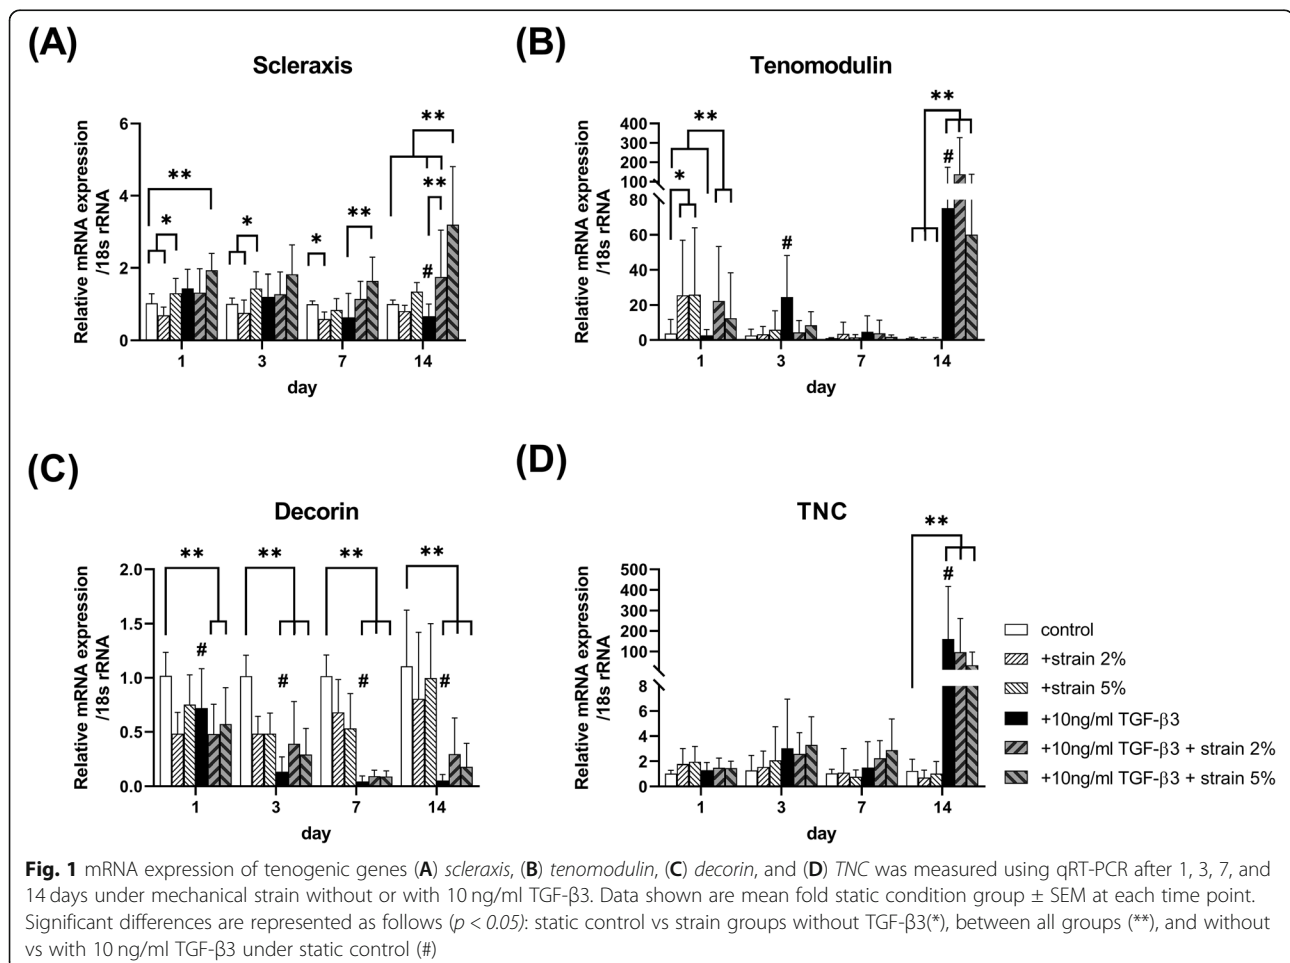 (A)
Scleraxis
Relative mRNA expression
/18s rRNA
6
4
2
0
** * * * ** ** ** #
1 3 7 14
day
(B)
Tenomodulin
Relative mRNA expression
/18s rRNA
400
300
200
100
80
60
40
20
0
** * # ** #
1 3 7 14
day
(C)
Decorin
Relative mRNA expression
/18s rRNA
2.0
1.5
1.0
0.5
0.0
** ** ** **
# # # #
1 3 7 14
day
(D)
TNC
Relative mRNA expression
/18s rRNA
500
400
300
200
100
8
6
4
2
0
**
#
1 3 7 14
day
control
+strain 2%
+strain 5%
+10ng/ml TGF-β3
+10ng/ml TGF-β3 + strain 2%
+10ng/ml TGF-β3 + strain 5%
Fig. 1 mRNA expression of tenogenic genes (A) scleraxis, (B) tenomodulin, (C) decorin, and (D) TNC was measured using qRT-PCR after 1, 3, 7, and
14 days under mechanical strain without or with 10 ng/ml TGF-β3. Data shown are mean fold static condition group ± SEM at each time point.
Significant differences are represented as follows (p < 0.05): static control vs strain groups without TGF-β3(*), between all groups (**), and without
vs with 10 ng/ml TGF-β3 under static control (#)